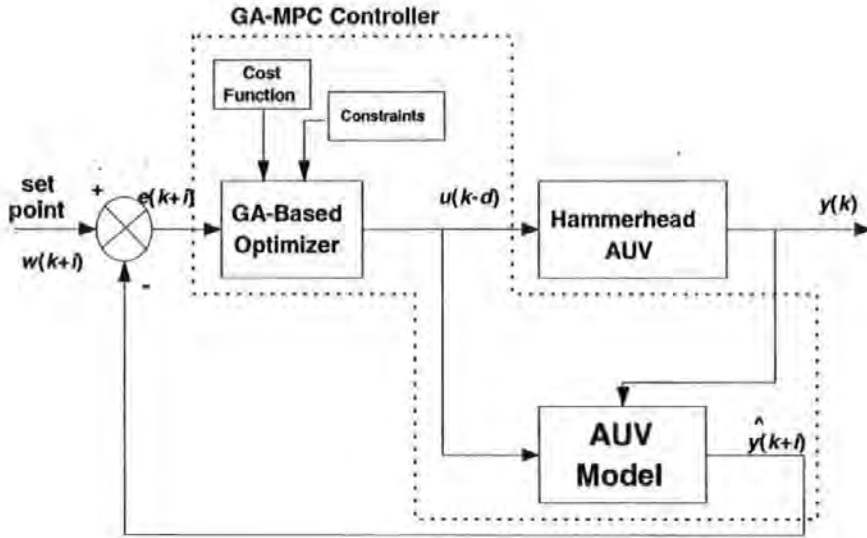 GA-MPC Controller
Cost
Function
Constraints
set
point
+
e(k+i)
GA-Based
Optimizer
u(k-d)
Hammerhead
AUV
y(k)
w(k+i)
-
AUV
Model
ŷ(k+i)